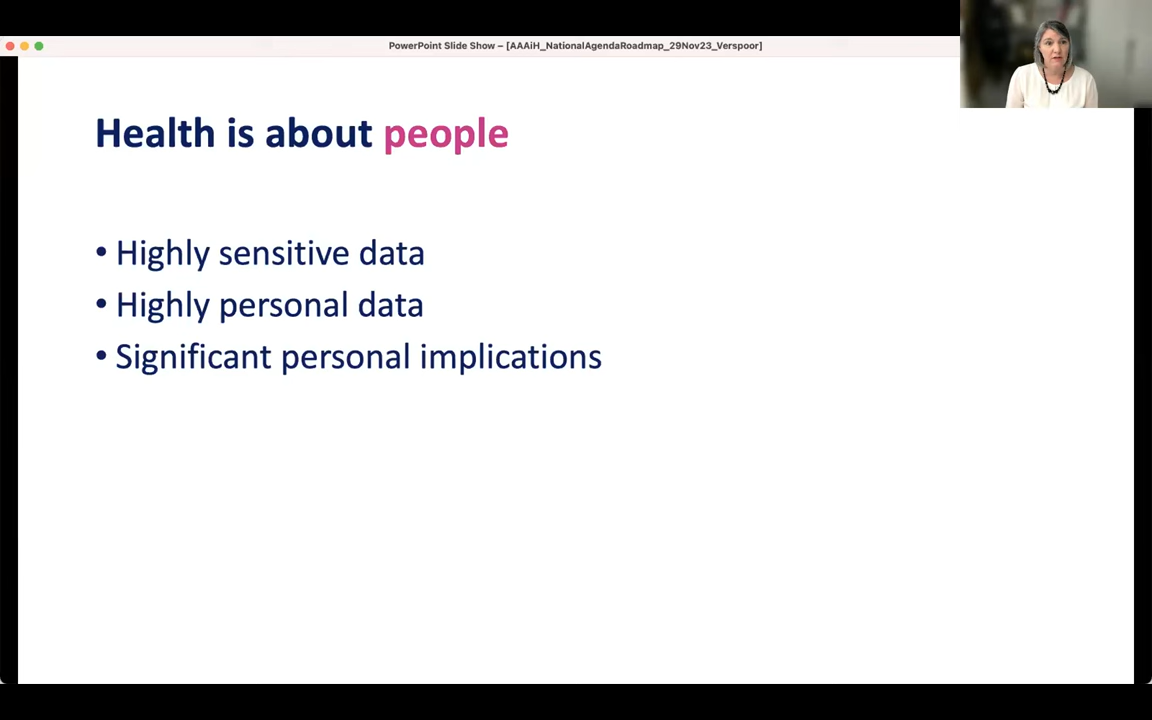 PowerPoint Slide Show – [AAAiH_NationalAgendaRoadmap_29Nov23_Verspoor]
Health is about people
• Highly sensitive data
• Highly personal data
• Significant personal implications